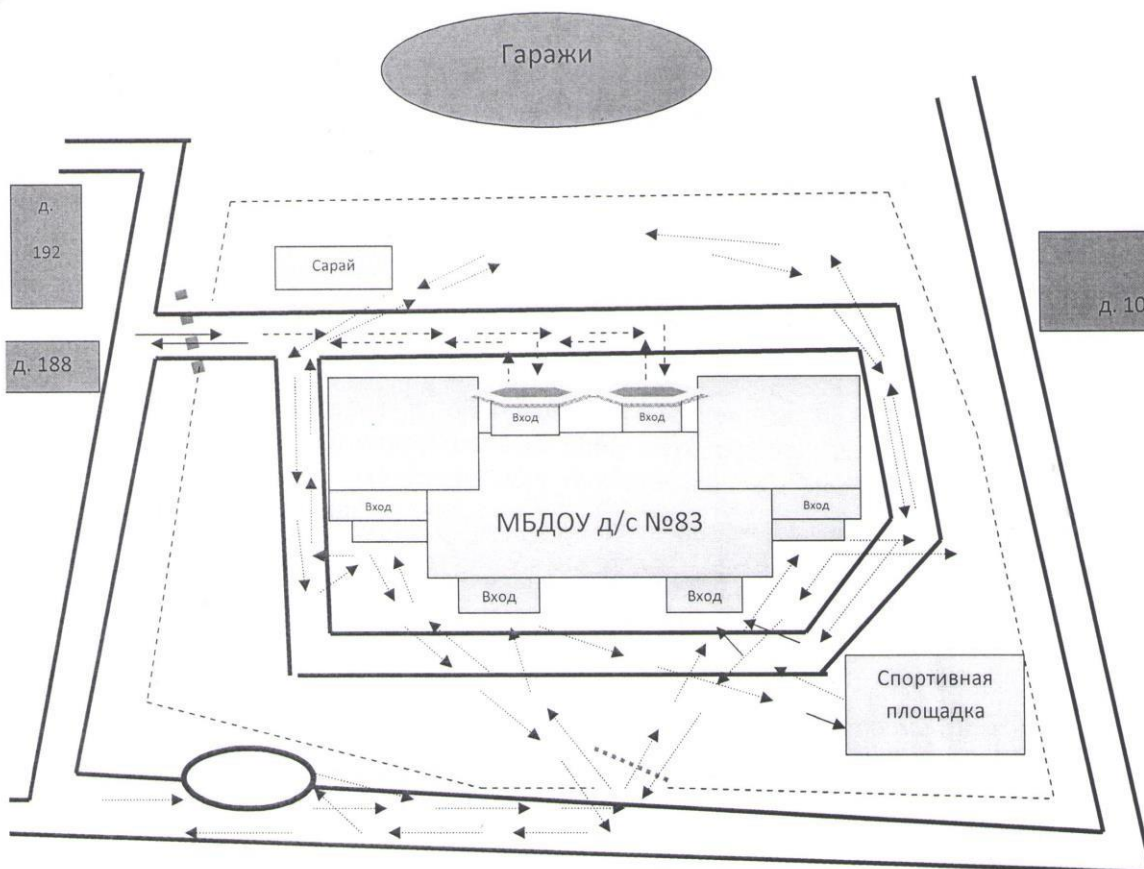 Гаражи
д.
192
Сарай
д. 10
д. 188
Вход
Вход
Вход
МБДОУ д/с №83
Вход
Вход
Вход
Спортивная
площадка